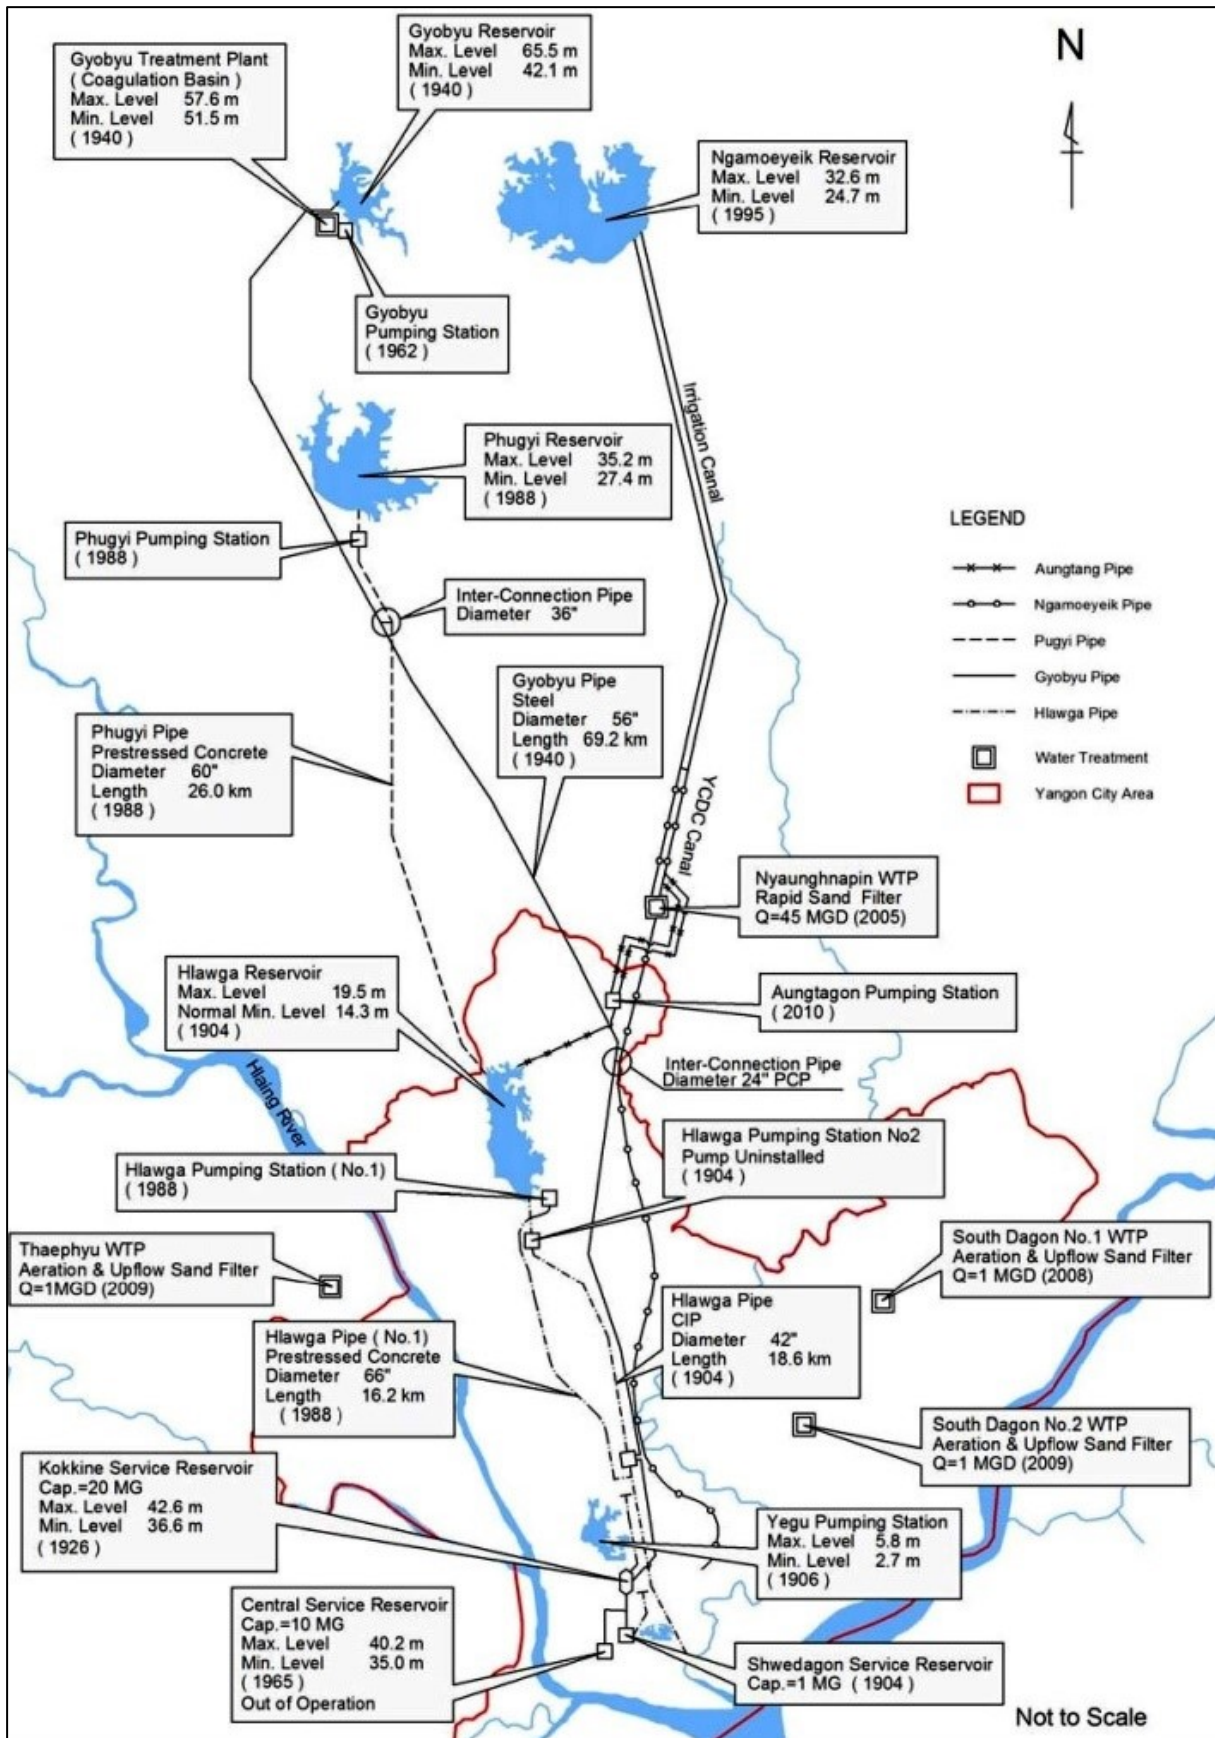 Gyobyu Reservoir
Max. Level 65.5 m
Min. Level 42.1 m
( 1940 )
N
Gyobyu Treatment Plant
( Coagulation Basin )
Max. Level 57.6 m
Min. Level 51.5 m
( 1940 )
Ngamoeyeik Reservoir
Max. Level 32.6 m
Min. Level 24.7 m
( 1995 )
Gyobyu
Pumping Station
( 1962 )
Irrigation Canal
Phugyi Reservoir
Max. Level 35.2 m
Min. Level 27.4 m
( 1988 )
Phugyi Pumping Station
( 1988 )
Inter-Connection Pipe
Diameter 36"
LEGEND
Aungtang Pipe
Ngamoeyeik Pipe
Pugyi Pipe
Gyobyu Pipe
Hlawga Pipe
Water Treatment
Yangon City Area
Gyobyu Pipe
Steel
Diameter 56"
Length 69.2 km
( 1940 )
Phugyi Pipe
Prestressed Concrete
Diameter 60"
Length 26.0 km
( 1988 )
YCDC Canal
Nyaunghnapin WTP
Rapid Sand Filter
Q=45 MGD (2005)
Hlawga Reservoir
Max. Level 19.5 m
Normal Min. Level 14.3 m
( 1904 )
Aungtagon Pumping Station
( 2010 )
Inter-Connection Pipe
Diameter 24" PCP
Hlaing River
Hlawga Pumping Station No2
Pump Uninstalled
( 1904 )
Hlawga Pumping Station ( No.1 )
( 1988 )
Thaephyu WTP
Aeration & Upflow Sand Filter
Q=1MGD (2009)
South Dagon No.1 WTP
Aeration & Upflow Sand Filter
Q=1 MGD (2008)
Hlawga Pipe
CIP
Diameter 42"
Length 18.6 km
( 1904 )
Hlawga Pipe ( No.1)
Prestressed Concrete
Diameter 66"
Length 16.2 km
( 1988 )
South Dagon No.2 WTP
Aeration & Upflow Sand Filter
Q=1 MGD (2009)
Kokkine Service Reservoir
Cap.=20 MG
Max. Level 42.6 m
Min. Level 36.6 m
( 1926 )
Yegu Pumping Station
Max. Level 5.8 m
Min. Level 2.7 m
( 1906 )
Central Service Reservoir
Cap.=10 MG
Max. Level 40.2 m
Min. Level 35.0 m
( 1965 )
Out of Operation
Shwedagon Service Reservoir
Cap.=1 MG ( 1904 )
Not to Scale